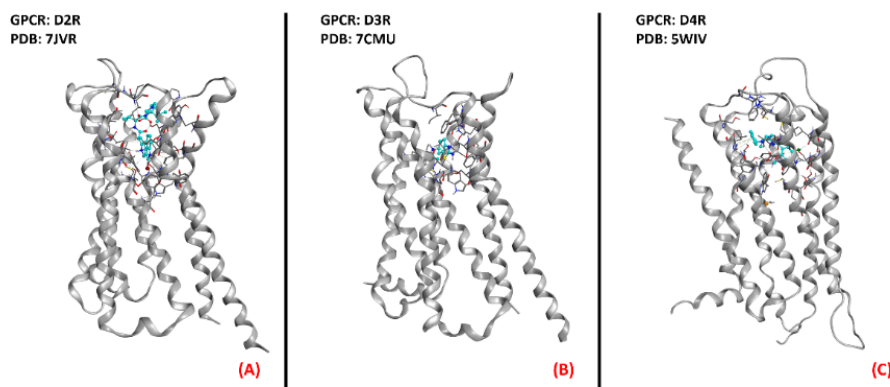 GPCR: D2R
PDB: 7JVR
GPCR: D3R
PDB: 7CMU
GPCR: D4R
PDB: 5WIV
(A)
(B)
(C)